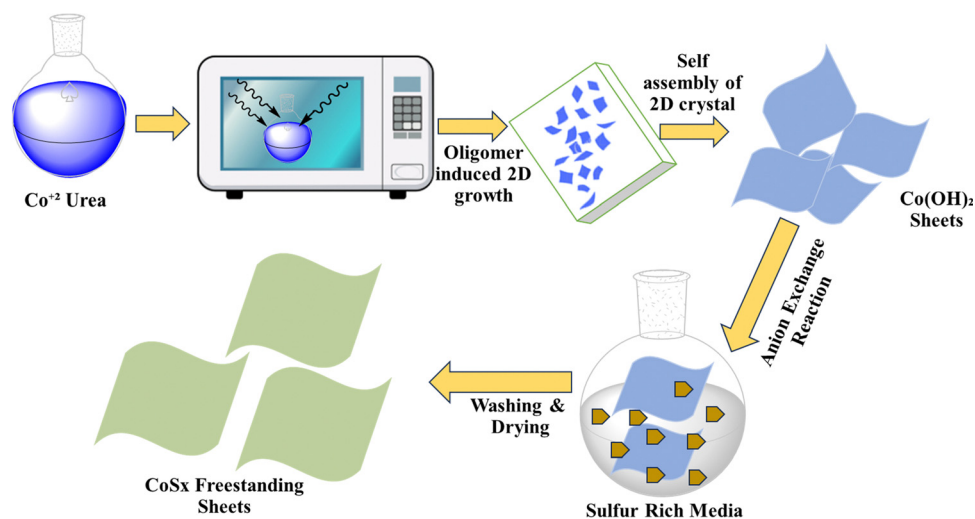 Co⁺² Urea
Oligomer
induced 2D
growth
Self
assembly of
2D crystal
Co(OH)₂
Sheets
Anion Exchange
Reaction
Sulfur Rich Media
Washing &
Drying
CoSx Freestanding
Sheets